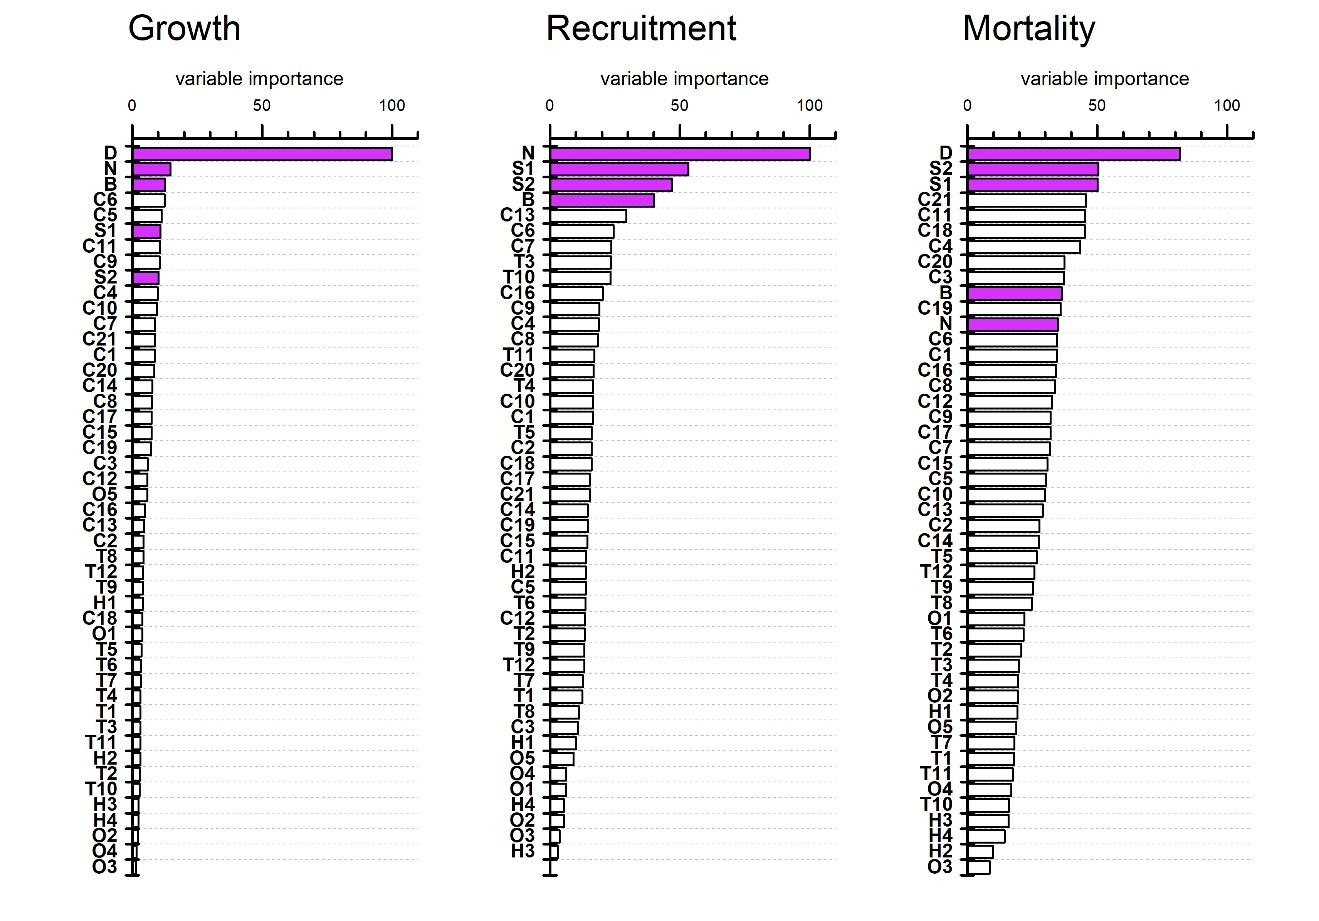 Growth
variable importance
0 50 100
D
N
B
C6
C5
S1
C11
C9
S2
C4
C10
C7
C21
C1
C20
C14
C8
C17
C15
C19
C3
C12
O5
C16
C13
C2
T8
T12
T9
H1
C18
O1
T5
T6
T7
T4
T1
T3
T11
H2
T2
T10
H3
H4
O2
O4
O3
Recruitment
variable importance
0 50 100
N
S1
S2
B
C13
C6
C7
T3
T10
C16
C9
C4
C8
T11
C20
T4
C10
C1
T5
C2
C18
C17
C21
C14
C19
C15
C11
H2
C5
T6
C12
T2
T9
T12
T7
T1
T8
C3
H1
O5
O4
O1
H4
O2
O3
H3
Mortality
variable importance
0 50 100
D
S2
S1
C21
C11
C18
C4
C20
C3
B
C19
N
C6
C1
C16
C8
C12
C9
C17
C7
C15
C5
C10
C13
C2
C14
T5
T12
T9
T8
O1
T6
T2
T3
T4
O2
H1
O5
T7
T1
T11
O4
T10
H3
H4
H2
O3